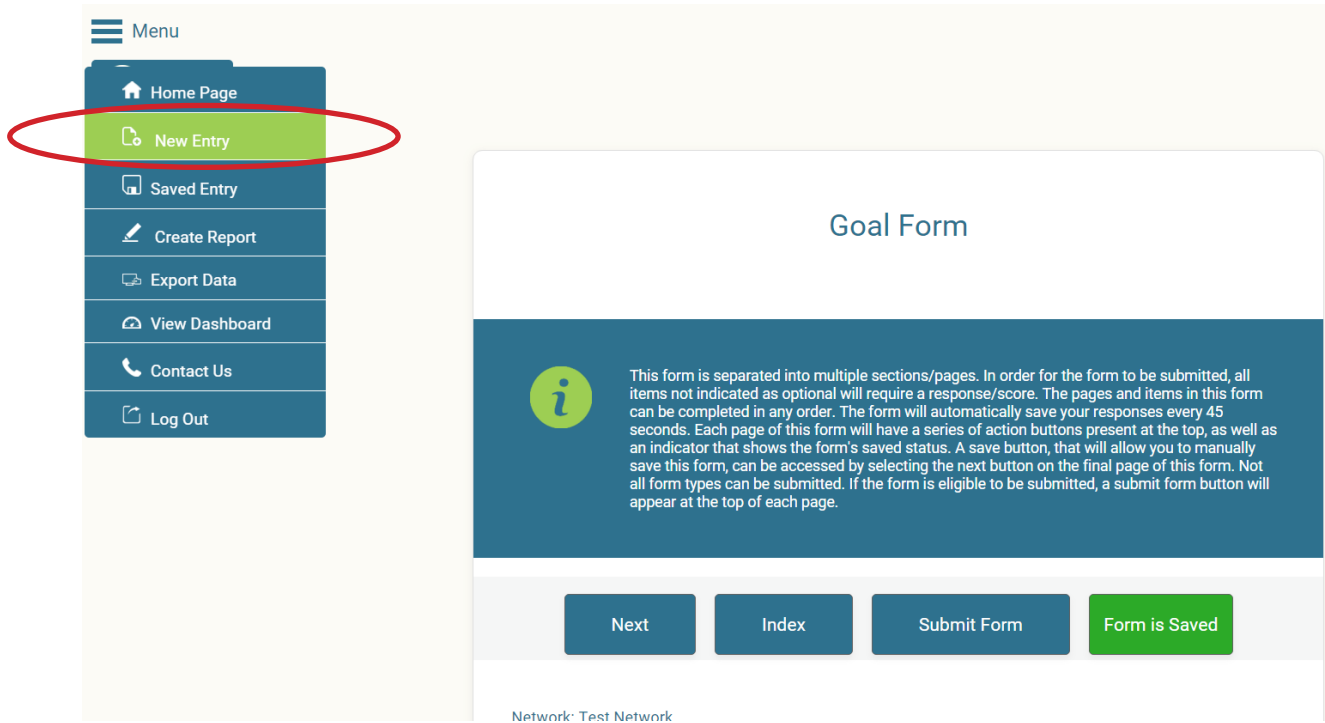 Menu
Home Page
New Entry
Saved Entry
Create Report
Export Data
View Dashboard
Contact Us
Log Out
Goal Form
This form is separated into multiple sections/pages. In order for the form to be submitted, all
items not indicated as optional will require a response/score. The pages and items in this form
can be completed in any order. The form will automatically save your responses every 45
seconds. Each page of this form will have a series of action buttons present at the top, as well as
an indicator that shows the form's saved status. A save button, that will allow you to manually
save this form, can be accessed by selecting the next button on the final page of this form. Not
all form types can be submitted. If the form is eligible to be submitted, a submit form button will
appear at the top of each page.
Next Index Submit Form Form is Saved
Network: Test Network